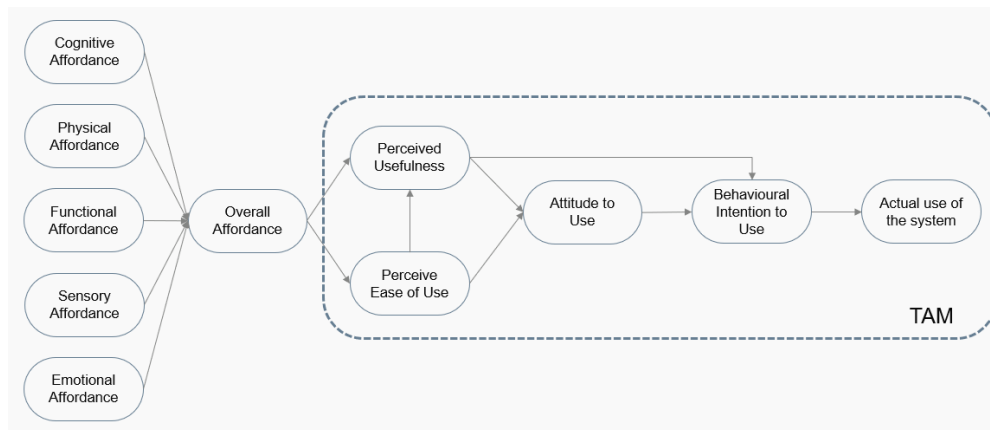 Cognitive
Affordance
Physical
Affordance
Functional
Affordance
Sensory
Affordance
Emotional
Affordance
Overall
Affordance
Perceived
Usefulness
Perceive
Ease of Use
Attitude to
Use
Behavioural
Intention to
Use
Actual use of
the system
TAM